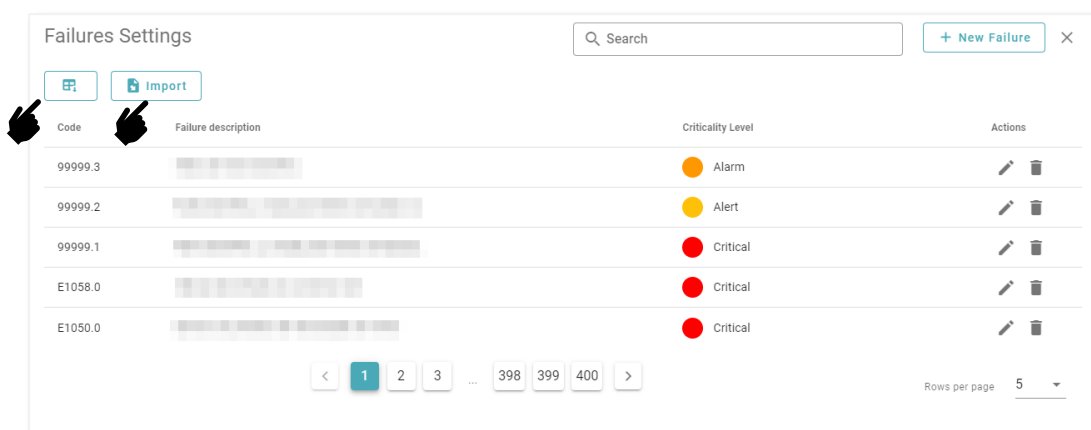 Failures Settings
Search
+ New Failure
Import
Code Failure description Criticality Level Actions
99999.3 Alarm
99999.2 Alert
99999.1 Critical
E1058.0 Critical
E1050.0 Critical
1 2 3 ... 398 399 400
Rows per page 5